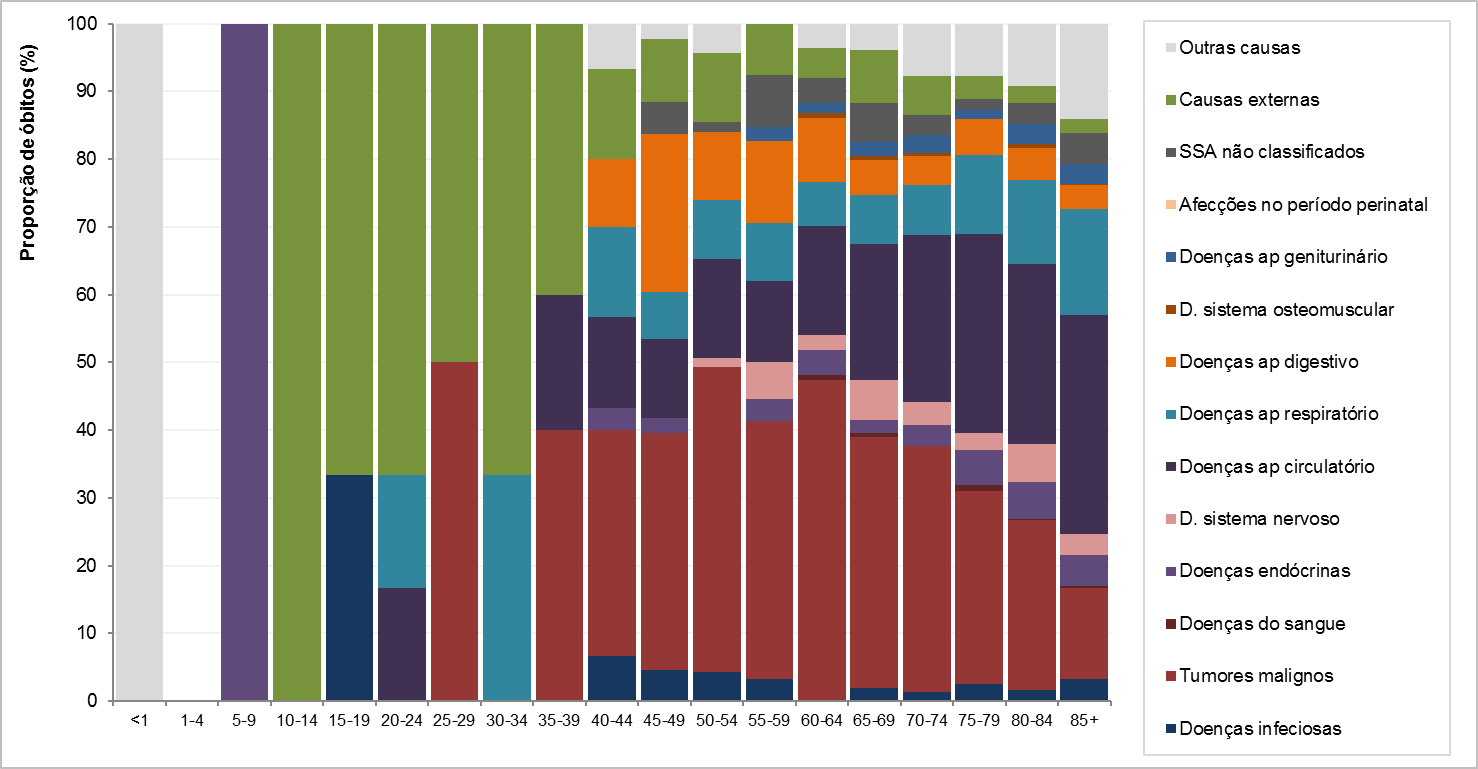 Proporção de óbitos (%)
100
90
80
70
60
50
40
30
20
10
0
<1 1-4 5-9 10-14 15-19 20-24 25-29 30-34 35-39 40-44 45-49 50-54 55-59 60-64 65-69 70-74 75-79 80-84 85+
Outras causas
Causas externas
SSA não classificados
Afecções no período perinatal
Doenças ap geniturinário
D. sistema osteomuscular
Doenças ap digestivo
Doenças ap respiratório
Doenças ap circulatório
D. sistema nervoso
Doenças endócrinas
Doenças do sangue
Tumores malignos
Doenças infeciosas